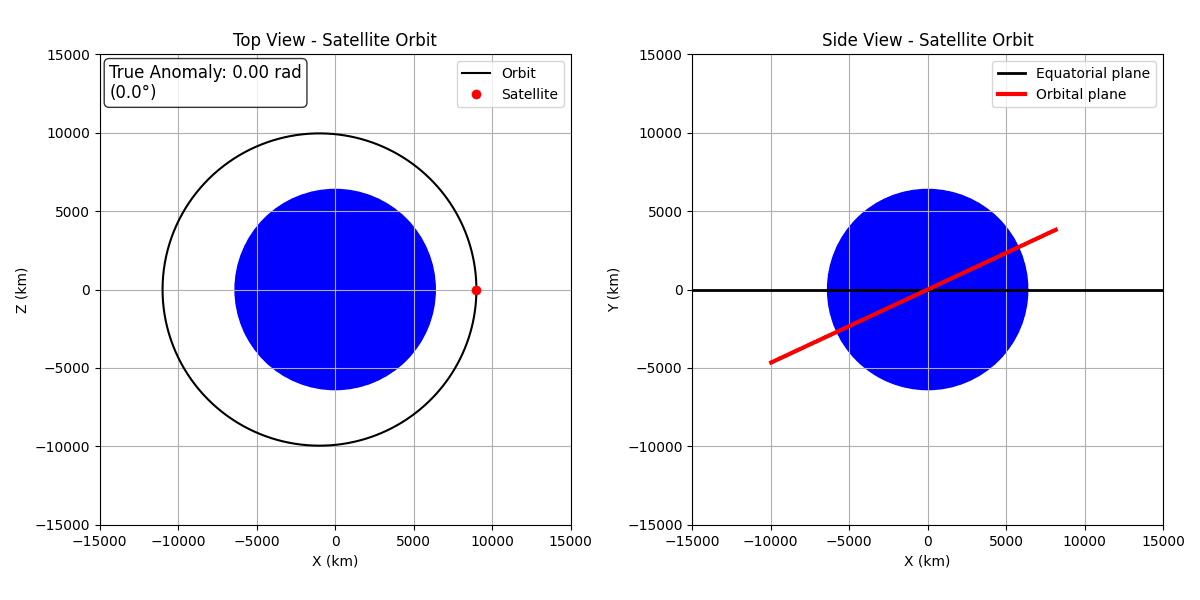 Top View - Satellite Orbit
True Anomaly: 0.00 rad
(0.0°)
Orbit
Satellite
15000
10000
5000
0
−5000
−10000
−15000
Z (km)
−15000 −10000 −5000 0 5000 10000 15000
X (km)
Side View - Satellite Orbit
Equatorial plane
Orbital plane
15000
10000
5000
0
−5000
−10000
−15000
Y (km)
−15000 −10000 −5000 0 5000 10000 15000
X (km)